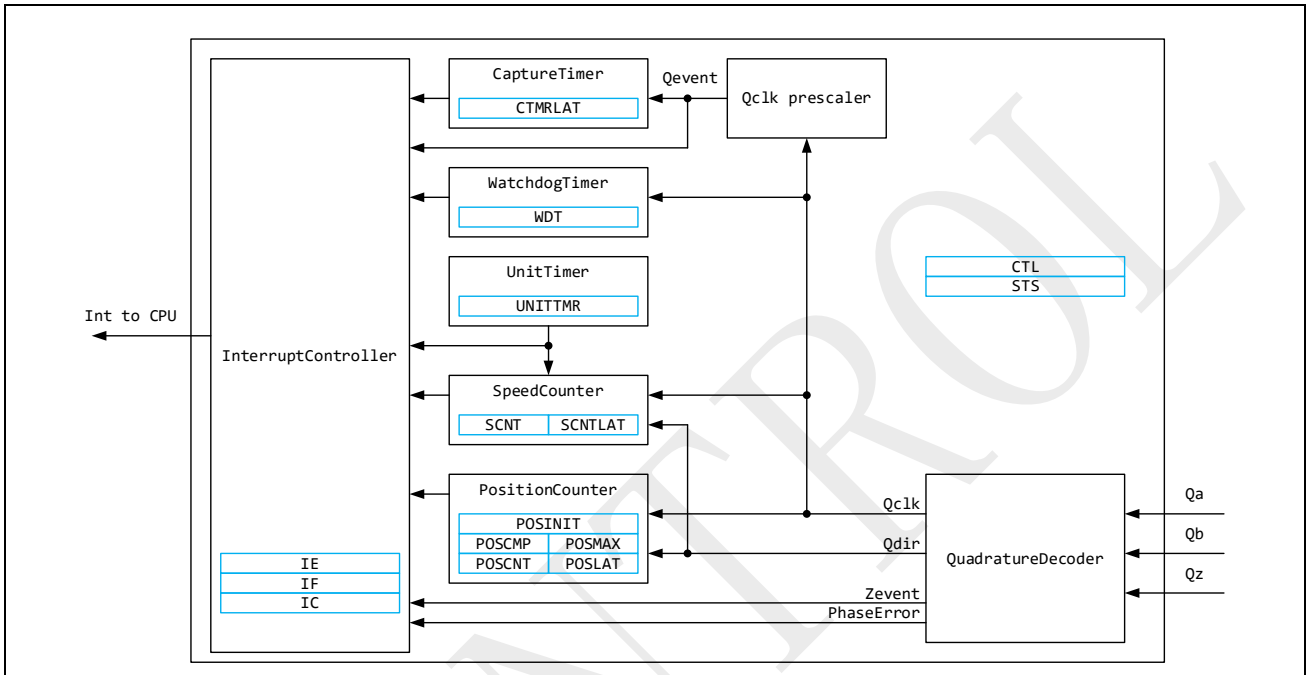 CaptureTimer
CTMRLAT
Qevent
Qclk prescaler
WatchdogTimer
WDT
UnitTimer
UNITTMR
CTL
STS
Int to CPU
InterruptController
SpeedCounter
SCNT SCNTLAT
PositionCounter
POSINIT
POSCMP POSMAX
POSCNT POSLAT
Qclk
Qdir
Zevent
PhaseError
QuadratureDecoder
Qa
Qb
Qz
IE
IF
IC
NTROL